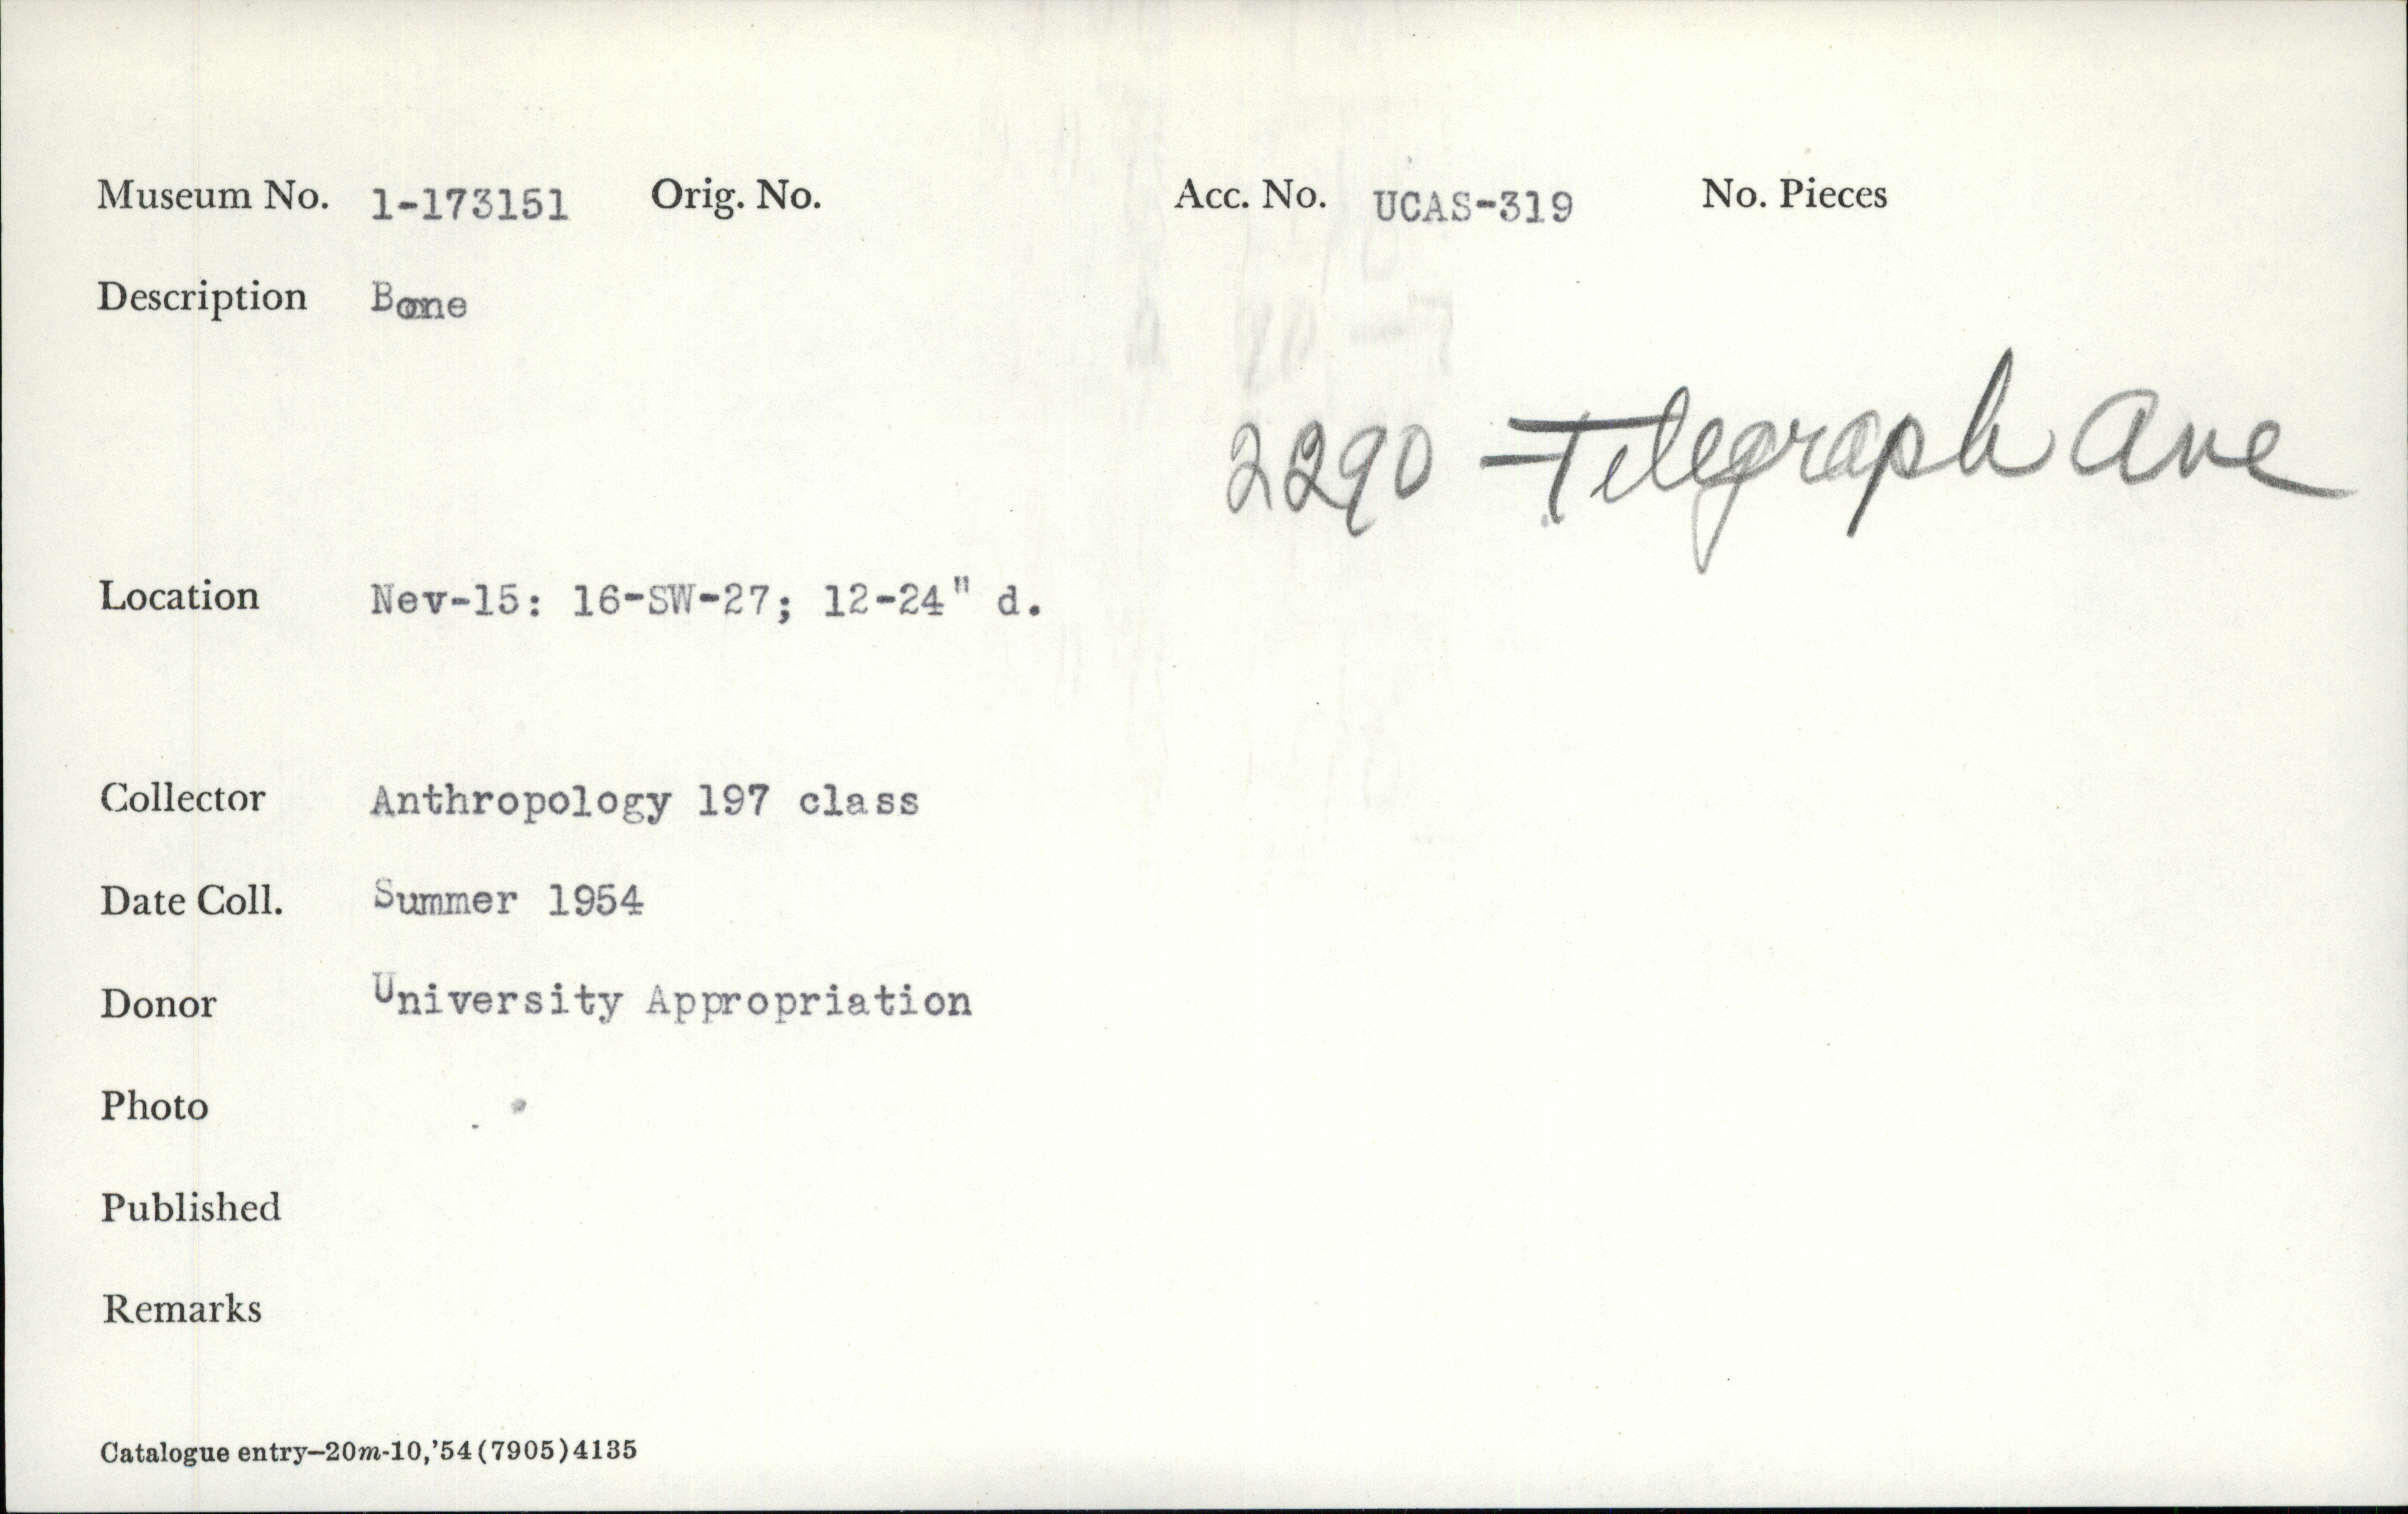 Museum No. 1-173151 Orig. No. Acc. No. UCAS-319 No. Pieces
Description Bone
2290 Telegraph Ave
Location Nev-15: 16-SW-27; 12-24" d.
Collector Anthropology 197 class
Date Coll. Summer 1954
Donor University Appropriation
Photo
Published
Remarks
Catalogue entry—20m-10,'54(7905)4135